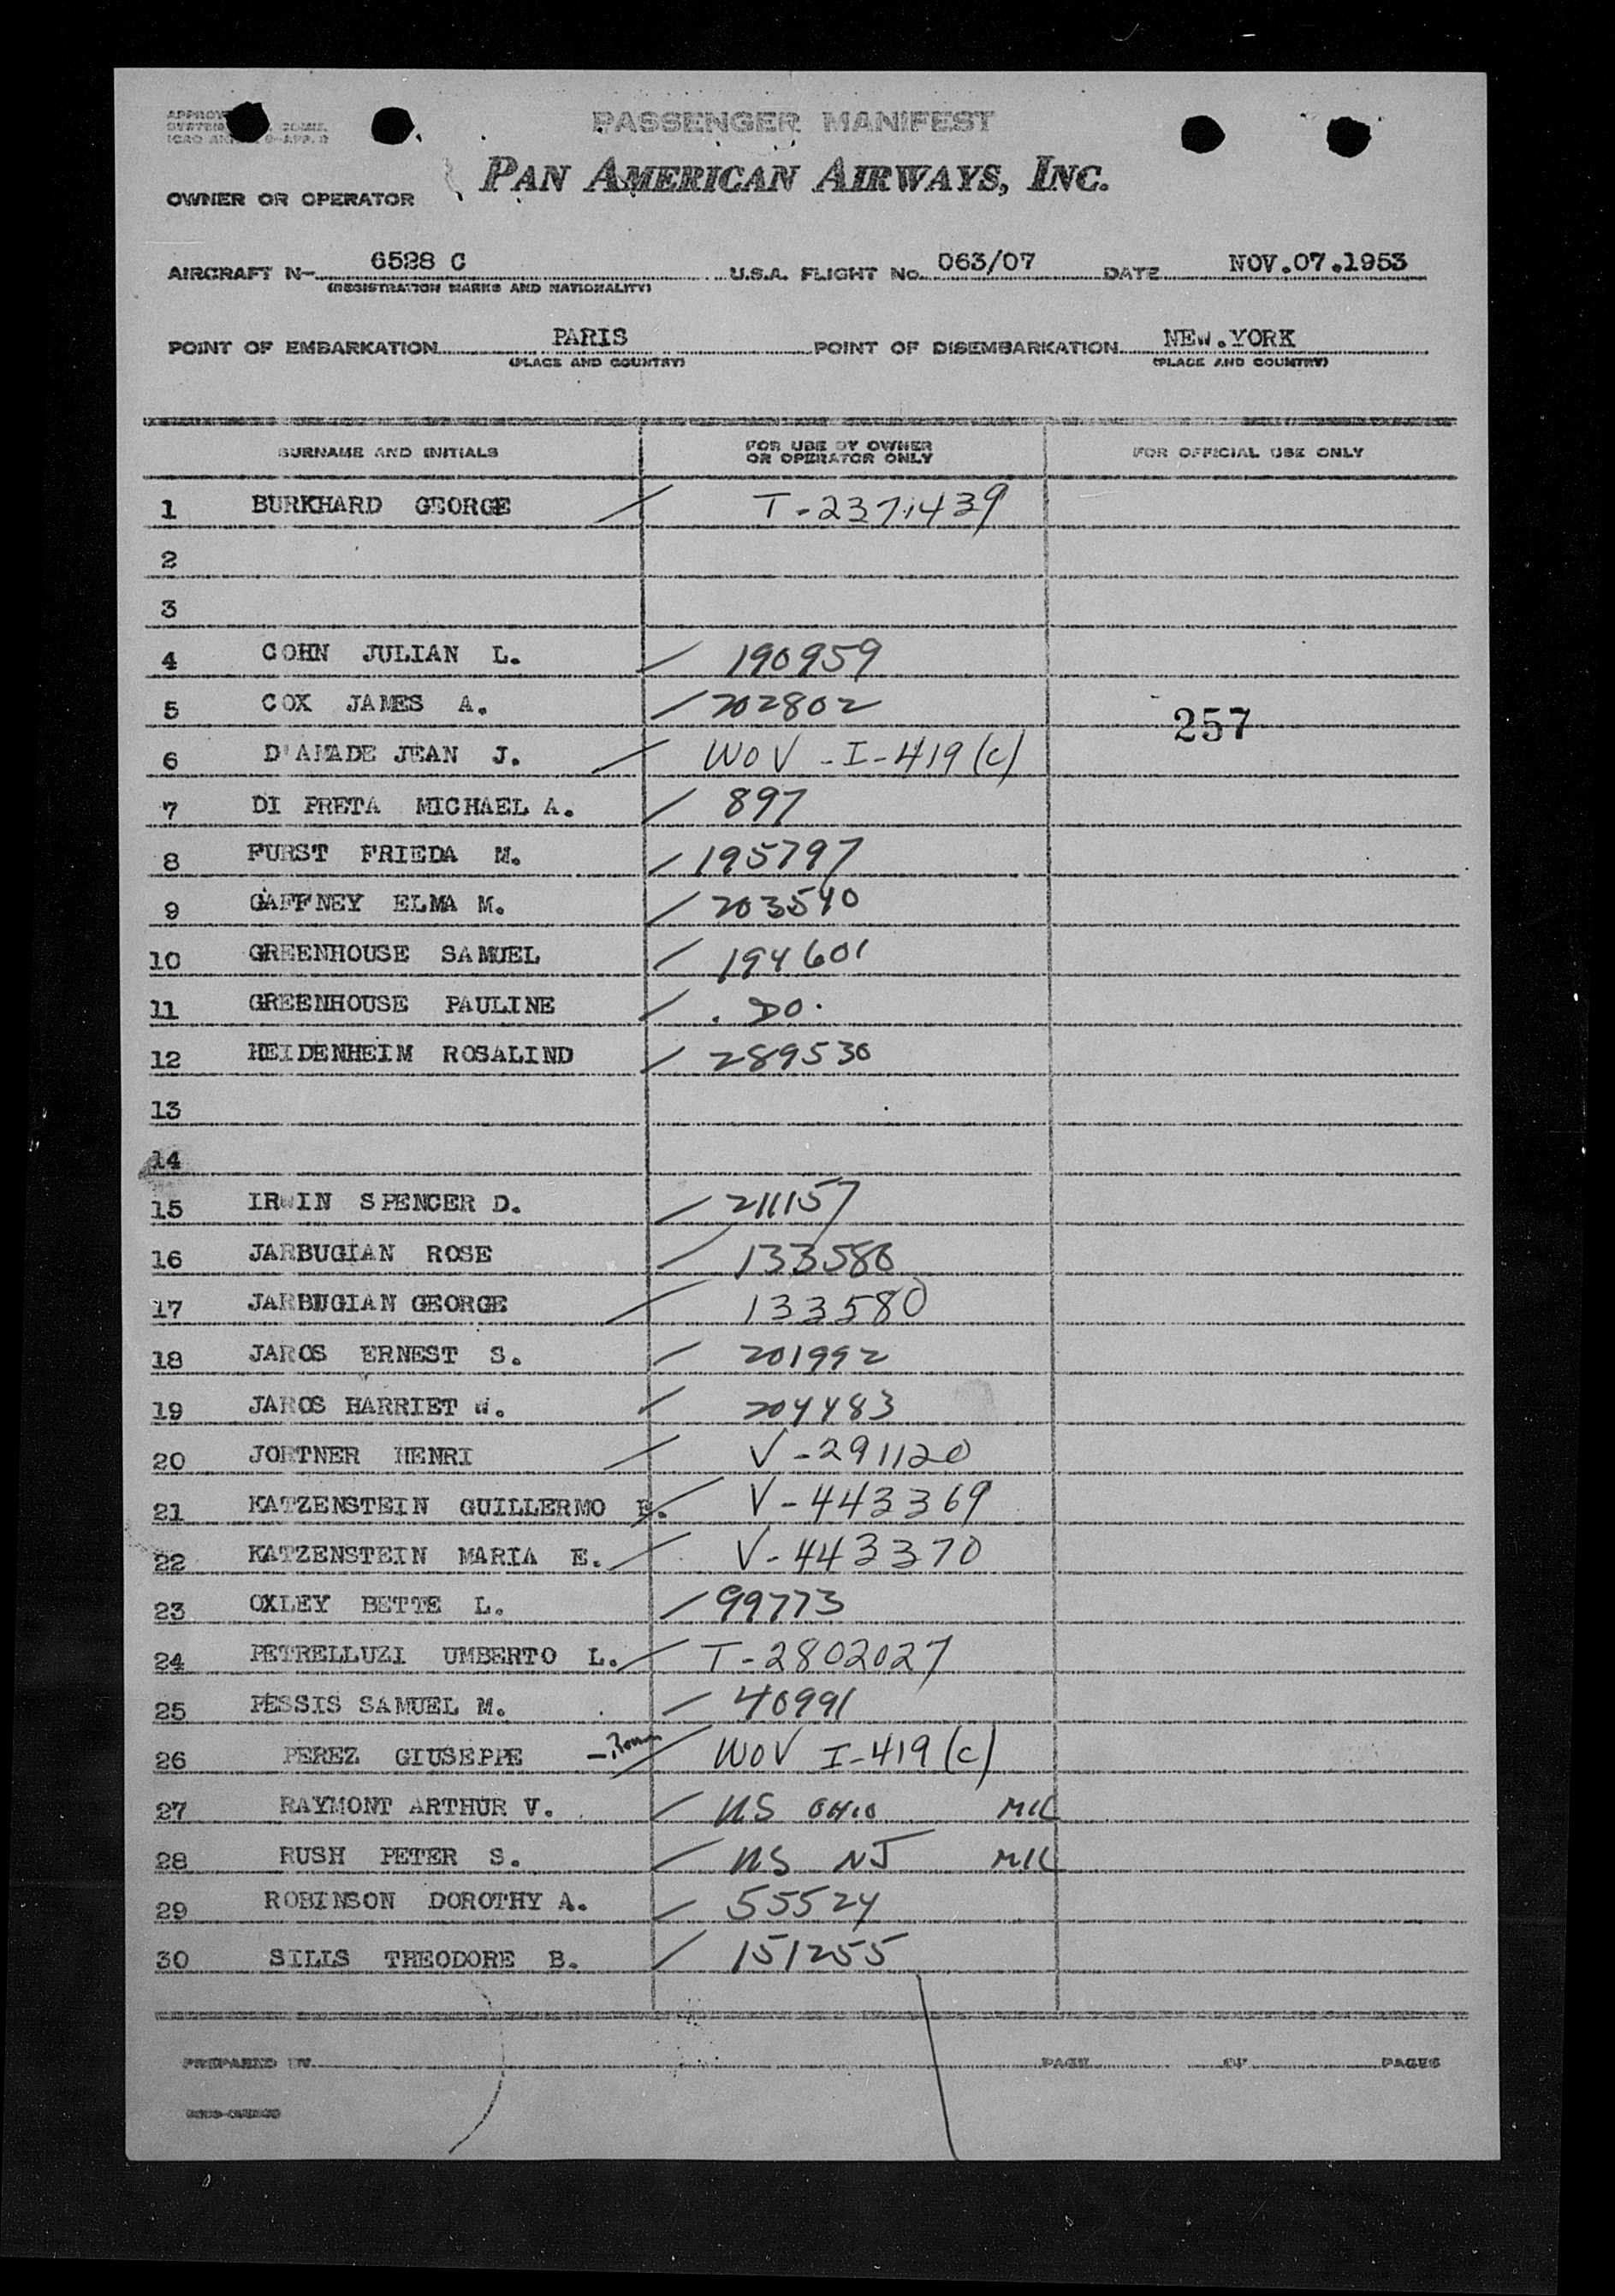 PASSENGER MANIFEST
PAN AMERICAN AIRWAYS, INC.
OWNER OR OPERATOR
AIRCRAFT N- 6528 C U.S.A. FLIGHT No. 063/07 DATE NOV.07.1953
(REGISTRATION MARKS AND NATIONALITY)
POINT OF EMBARKATION PARIS POINT OF DISEMBARKATION NEW.YORK
(PLACE AND COUNTRY) (PLACE AND COUNTRY)
SURNAME AND INITIALS FOR USE BY OWNER OR OPERATOR ONLY FOR OFFICIAL USE ONLY
1 BURKHARD GEORGE T-2371439
2
3
4 COHN JULIAN L. 190959
5 COX JAMES A. 202802
257
6 D'AMADE JEAN J. WOV-I-419(c)
7 DI PRETA MICHAEL A. 897
8 FURST FRIEDA M. 195797
9 GAFFNEY ELMA M. 203540
10 GREENHOUSE SAMUEL 194601
11 GREENHOUSE PAULINE DO.
12 HEIDENHEIM ROSALIND 289530
13
14
15 IRWIN SPENCER D. 211157
16 JARBUGIAN ROSE 133580
17 JARBUGIAN GEORGE 133580
18 JAROS ERNEST S. 201992
19 JAROS HARRIET W. 204483
20 JORTNER HENRI V-291120
21 KATZENSTEIN GUILLERMO E. V-443369
22 KATZENSTEIN MARIA E. V-443370
23 OXLEY BETTE L. 99773
24 PETRELLUZI UMBERTO L. T-2802027
25 PESSIS SAMUEL M. 40991
26 PEREZ GIUSEPPE WOV I-419(c)
27 RAYMONT ARTHUR V. US OHIO MIL
28 RUSH PETER S. US NJ MIL
29 ROBINSON DOROTHY A. 55524
30 SILLS THEODORE B. 151255
PREPARED BY PAGE OF PAGES